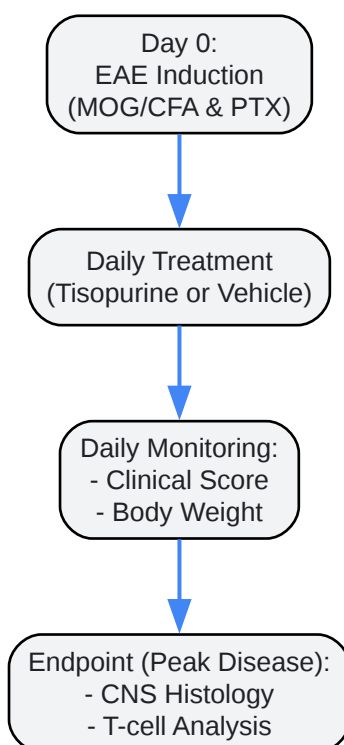 Day 0:
EAE Induction
(MOG/CFA & PTX)
Daily Treatment
(Tisopurine or Vehicle)
Daily Monitoring:
- Clinical Score
- Body Weight
Endpoint (Peak Disease):
- CNS Histology
- T-cell Analysis